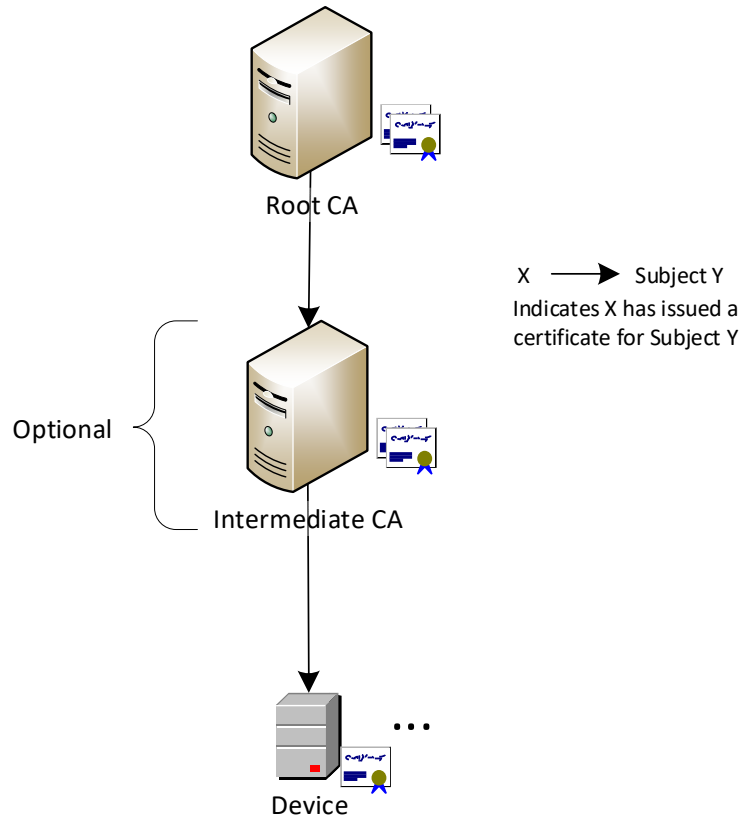 Root CA
X Subject Y
Indicates X has issued a
certificate for Subject Y
Optional
Intermediate CA
...
Device